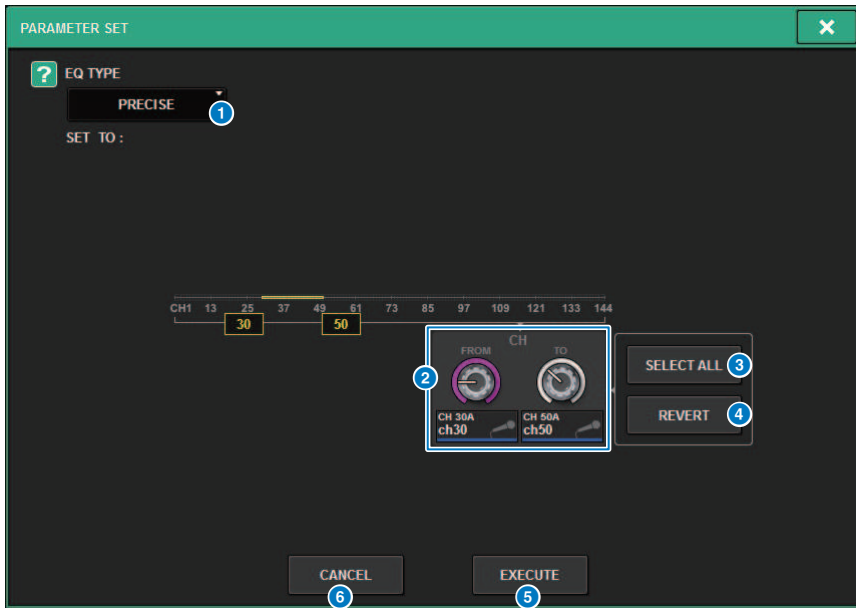 PARAMETER SET
? EQ TYPE
PRECISE
1
SET TO :
CH1 13 25 37 49 61 73 85 97 109 121 133 144
30 50
CH
FROM TO
2
CH 30A CH 50A
ch30 ch50
SELECT ALL 3
REVERT 4
CANCEL EXECUTE
6 5